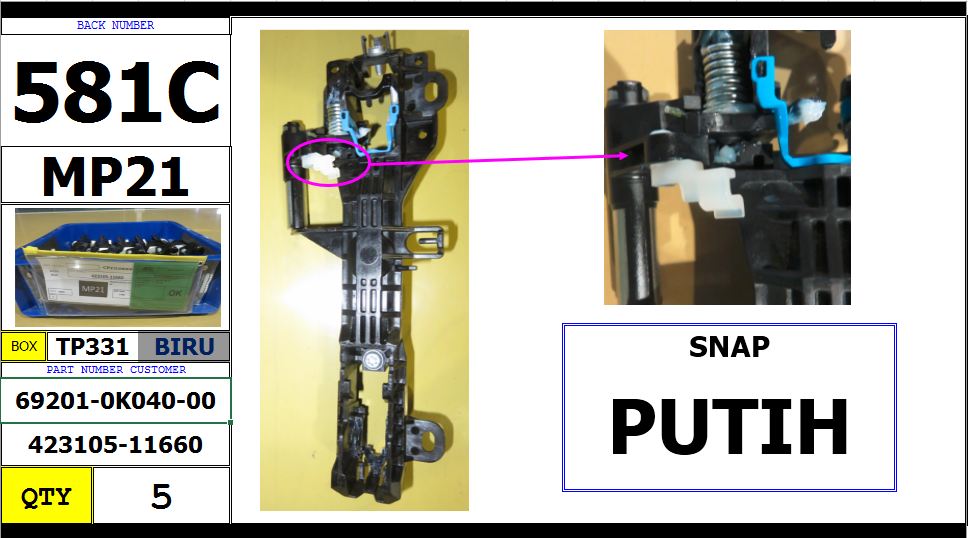 BACK NUMBER
581C
MP21
423105-11660
MP21
OK
BOX TP331 BIRU
PART NUMBER CUSTOMER
69201-0K040-00
423105-11660
QTY 5
SNAP
PUTIH